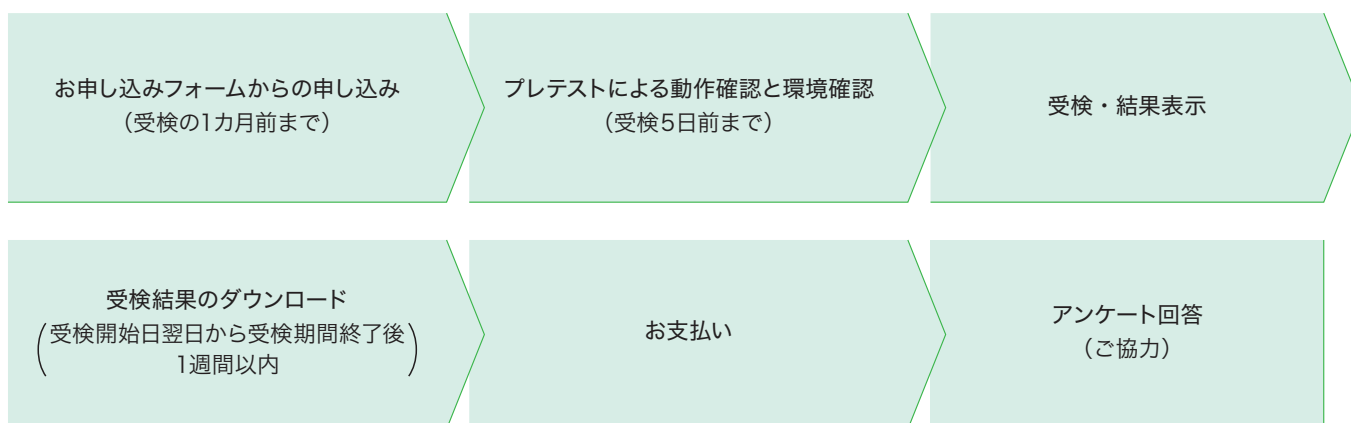 お申し込みフォームからの申し込み
（受検の1カ月前まで）
プレテストによる動作確認と環境確認
（受検5日前まで）
受検・結果表示
受検結果のダウンロード
（受検開始日翌日から受検期間終了後
1週間以内）
お支払い
アンケート回答
（ご協力）